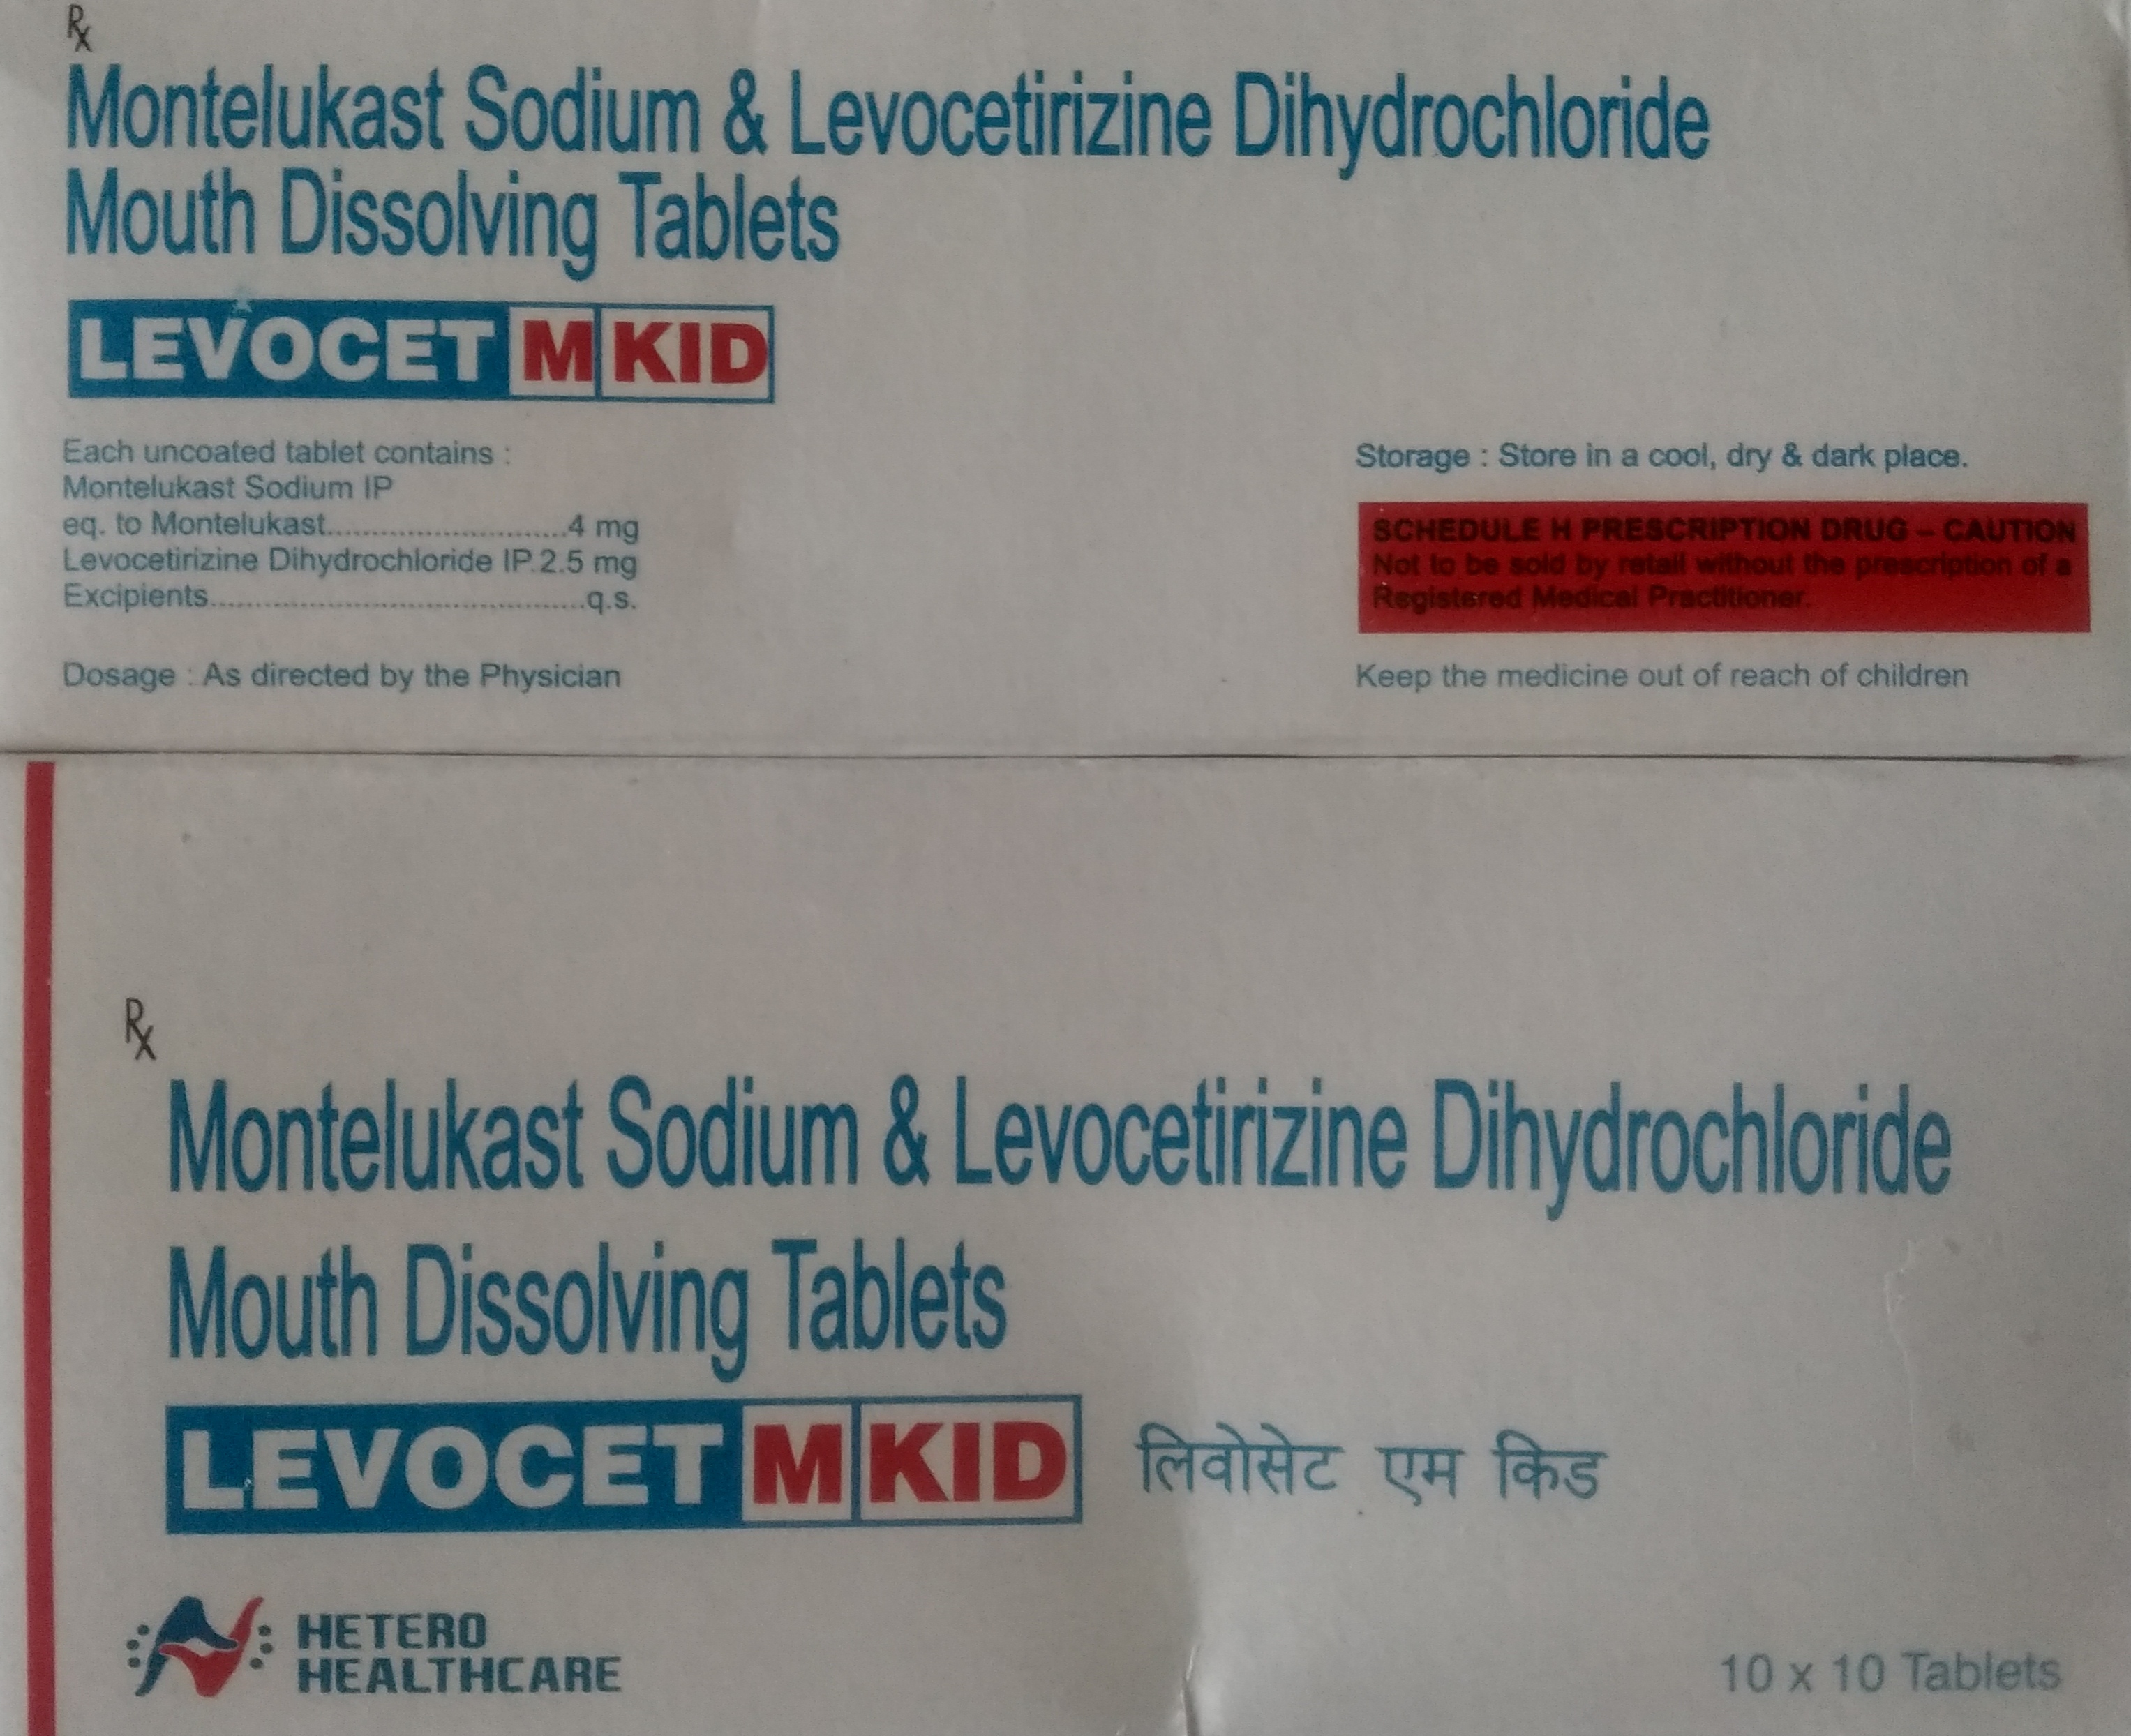 Rx
Montelukast Sodium & Levocetirizine Dihydrochloride
Mouth Dissolving Tablets
LEVOCET M KID
Each uncoated tablet contains :
Montelukast Sodium IP
eq. to Montelukast...........................4 mg
Levocetirizine Dihydrochloride IP.2.5 mg
Excipients..........................................q.s.
Dosage : As directed by the Physician
Storage : Store in a cool, dry & dark place.
SCHEDULE H PRESCRIPTION DRUG – CAUTION
Not to be sold by retail without the prescription of a
Registered Medical Practitioner.
Keep the medicine out of reach of children
Rx
Montelukast Sodium & Levocetirizine Dihydrochloride
Mouth Dissolving Tablets
LEVOCET M KID लिवोसेट एम किड
HETERO
HEALTHCARE
10 x 10 Tablets